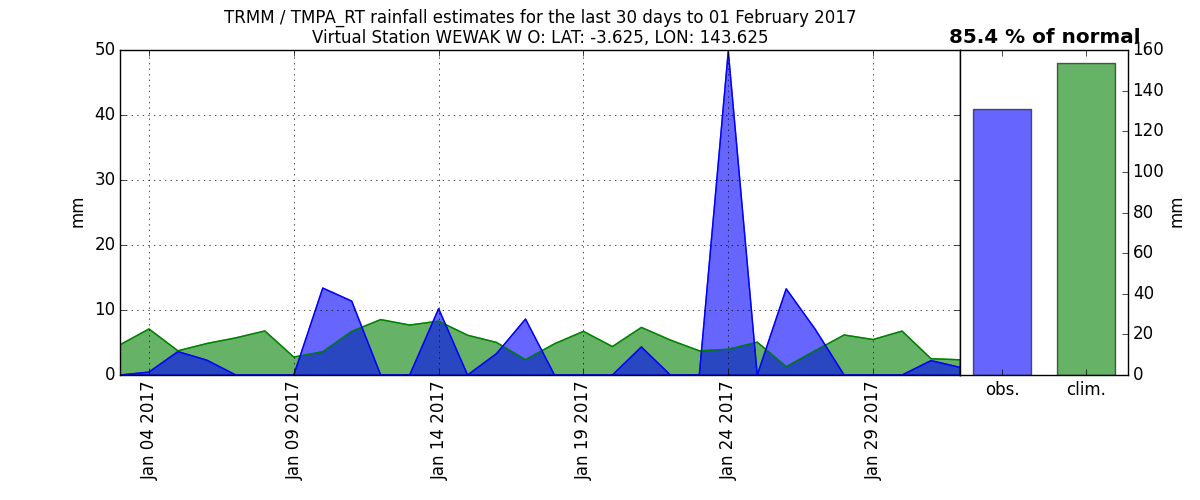 TRMM / TMPA_RT rainfall estimates for the last 30 days to 01 February 2017
Virtual Station WEWAK W O: LAT: -3.625, LON: 143.625
85.4 % of normal
50
40
30
20
10
0
mm
Jan 04 2017
Jan 09 2017
Jan 14 2017
Jan 19 2017
Jan 24 2017
Jan 29 2017
obs.
clim.
160
140
120
100
80
60
40
20
0
mm